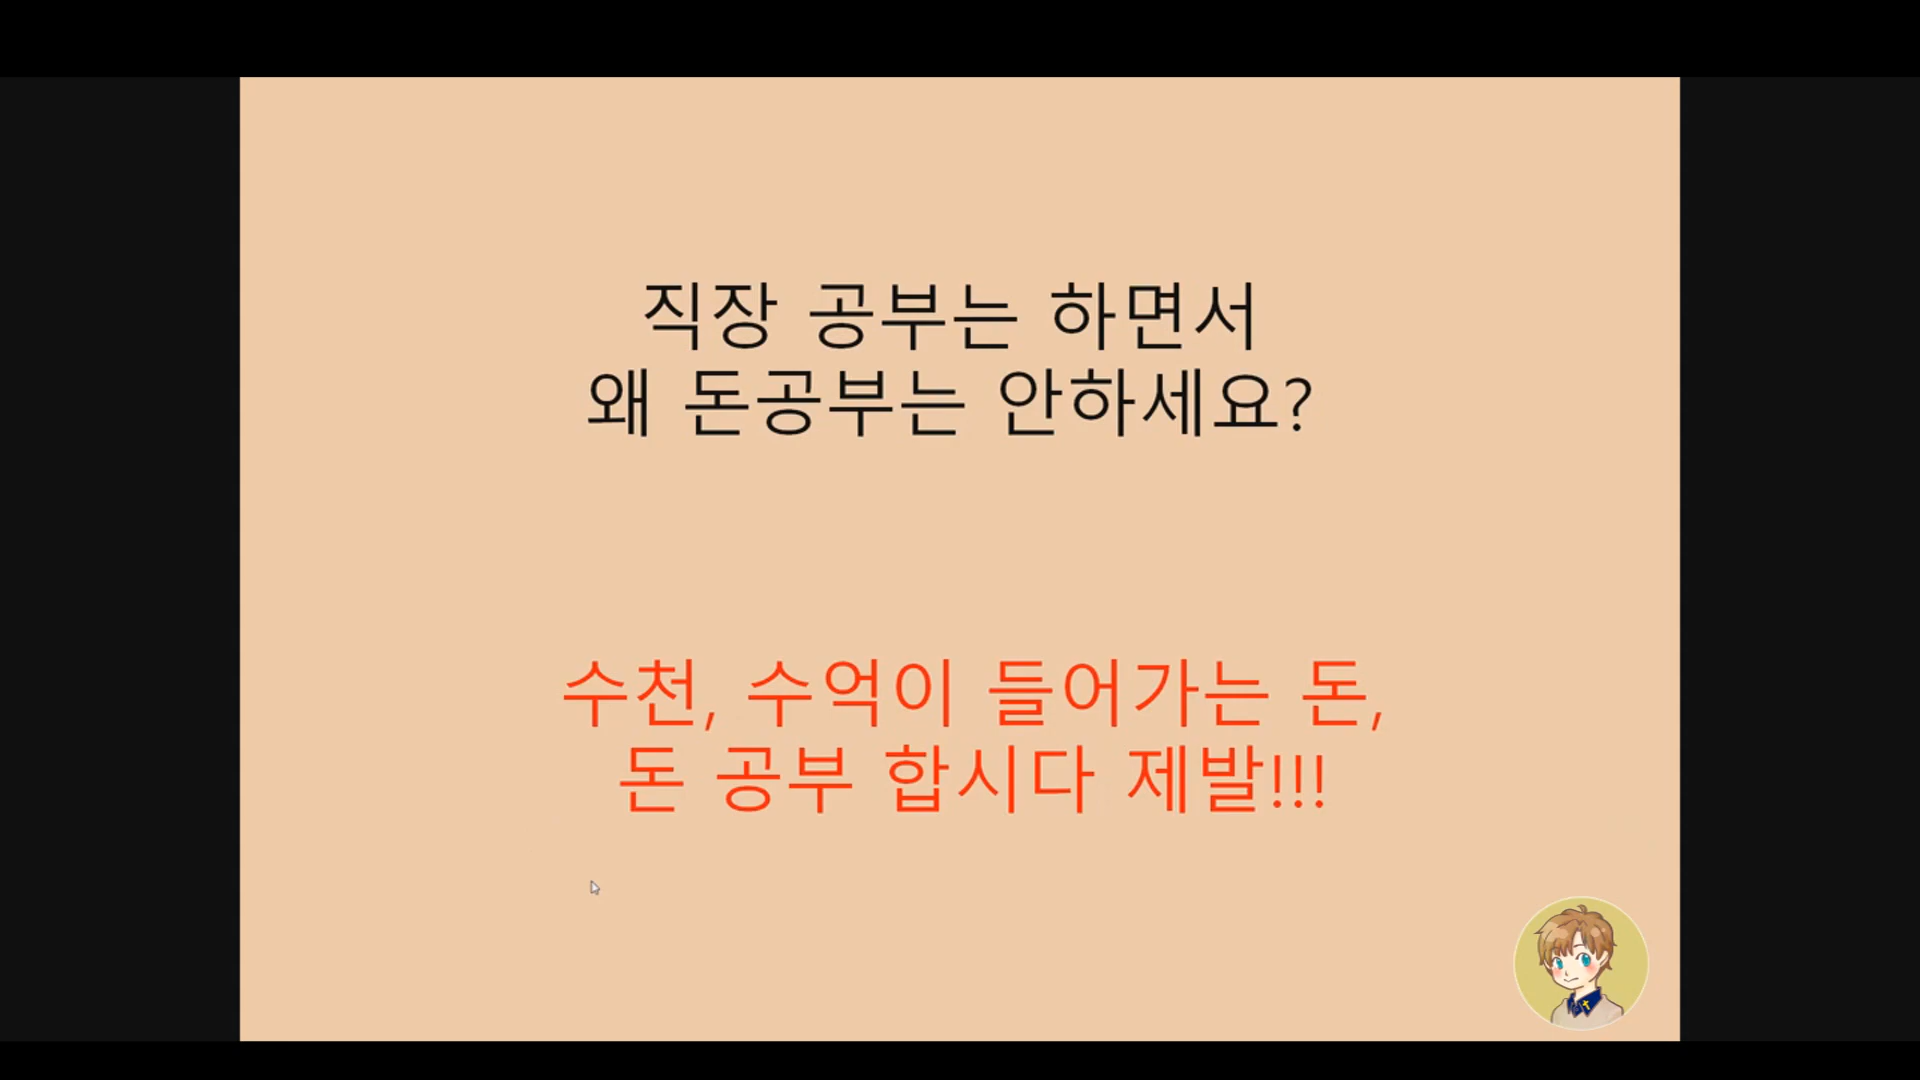 직장 공부는 하면서
왜 돈공부는 안하세요?
수천, 수억이 들어가는 돈,
돈 공부 합시다 제발!!!